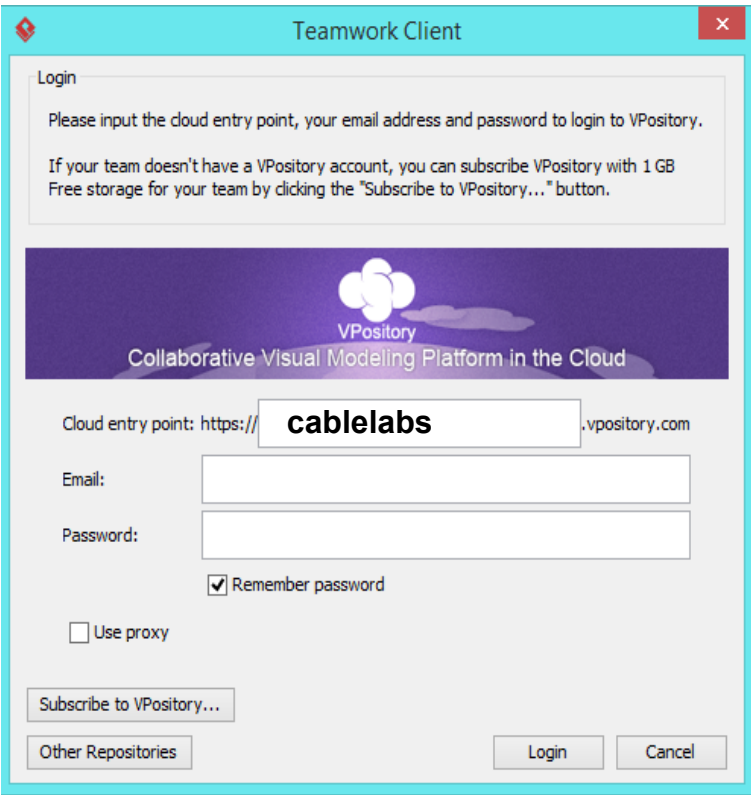 Teamwork Client
Login
Please input the cloud entry point, your email address and password to login to VPository.
If your team doesn't have a VPository account, you can subscribe VPository with 1 GB
Free storage for your team by clicking the "Subscribe to VPository..." button.
VPository
Collaborative Visual Modeling Platform in the Cloud
Cloud entry point: https:// cablelabs .vpository.com
Email:
Password:
Remember password
Use proxy
Subscribe to VPository...
Other Repositories Login Cancel